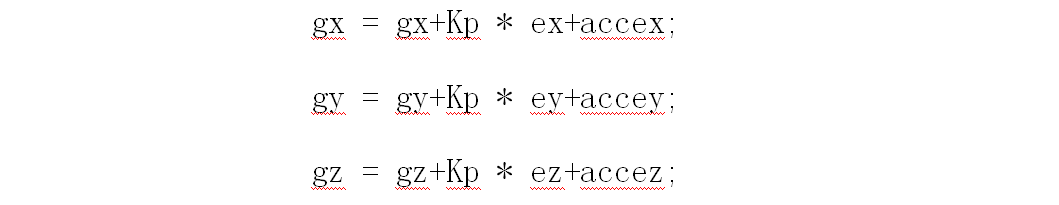 gx = gx+Kp * ex+accex;
gy = gy+Kp * ey+accey;
gz = gz+Kp * ez+accez;